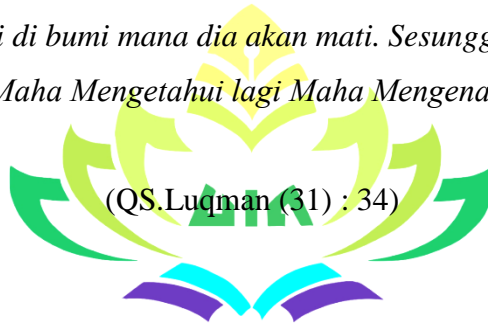 i di bumi mana dia akan mati. Sesungg
Maha Mengetahui lagi Maha Mengena
(QS.Luqman (31) : 34)